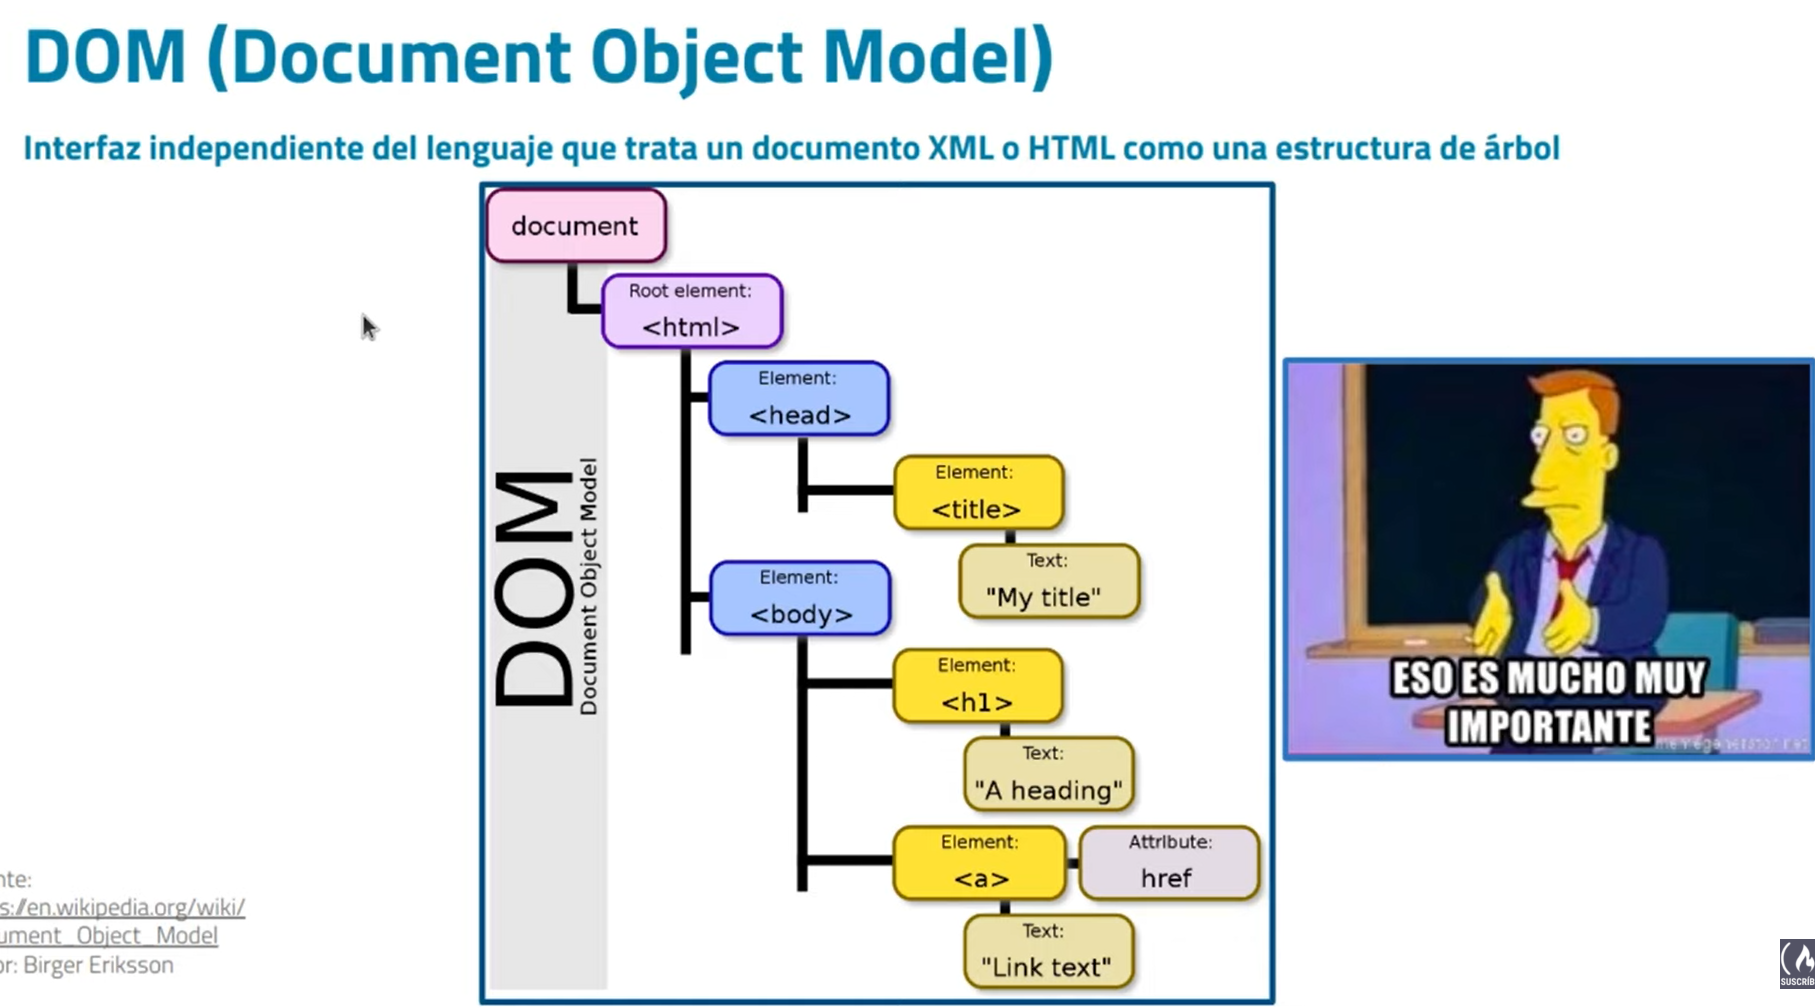 DOM (Document Object Model)
Interfaz independiente del lenguaje que trata un documento XML o HTML como una estructura de árbol
document
Root element:
<html>
Element:
<head>
Element:
<title>
Text:
"My title"
Element:
<body>
Element:
<h1>
Text:
"A heading"
Element:
<a>
Attribute:
href
Text:
"Link text"
DOM
Document Object Model
ESO ES MUCHO MUY
IMPORTANTE
memegenerator.net
nte:
s://en.wikipedia.org/wiki/
ument_Object_Model
or: Birger Eriksson
SUSCRIB